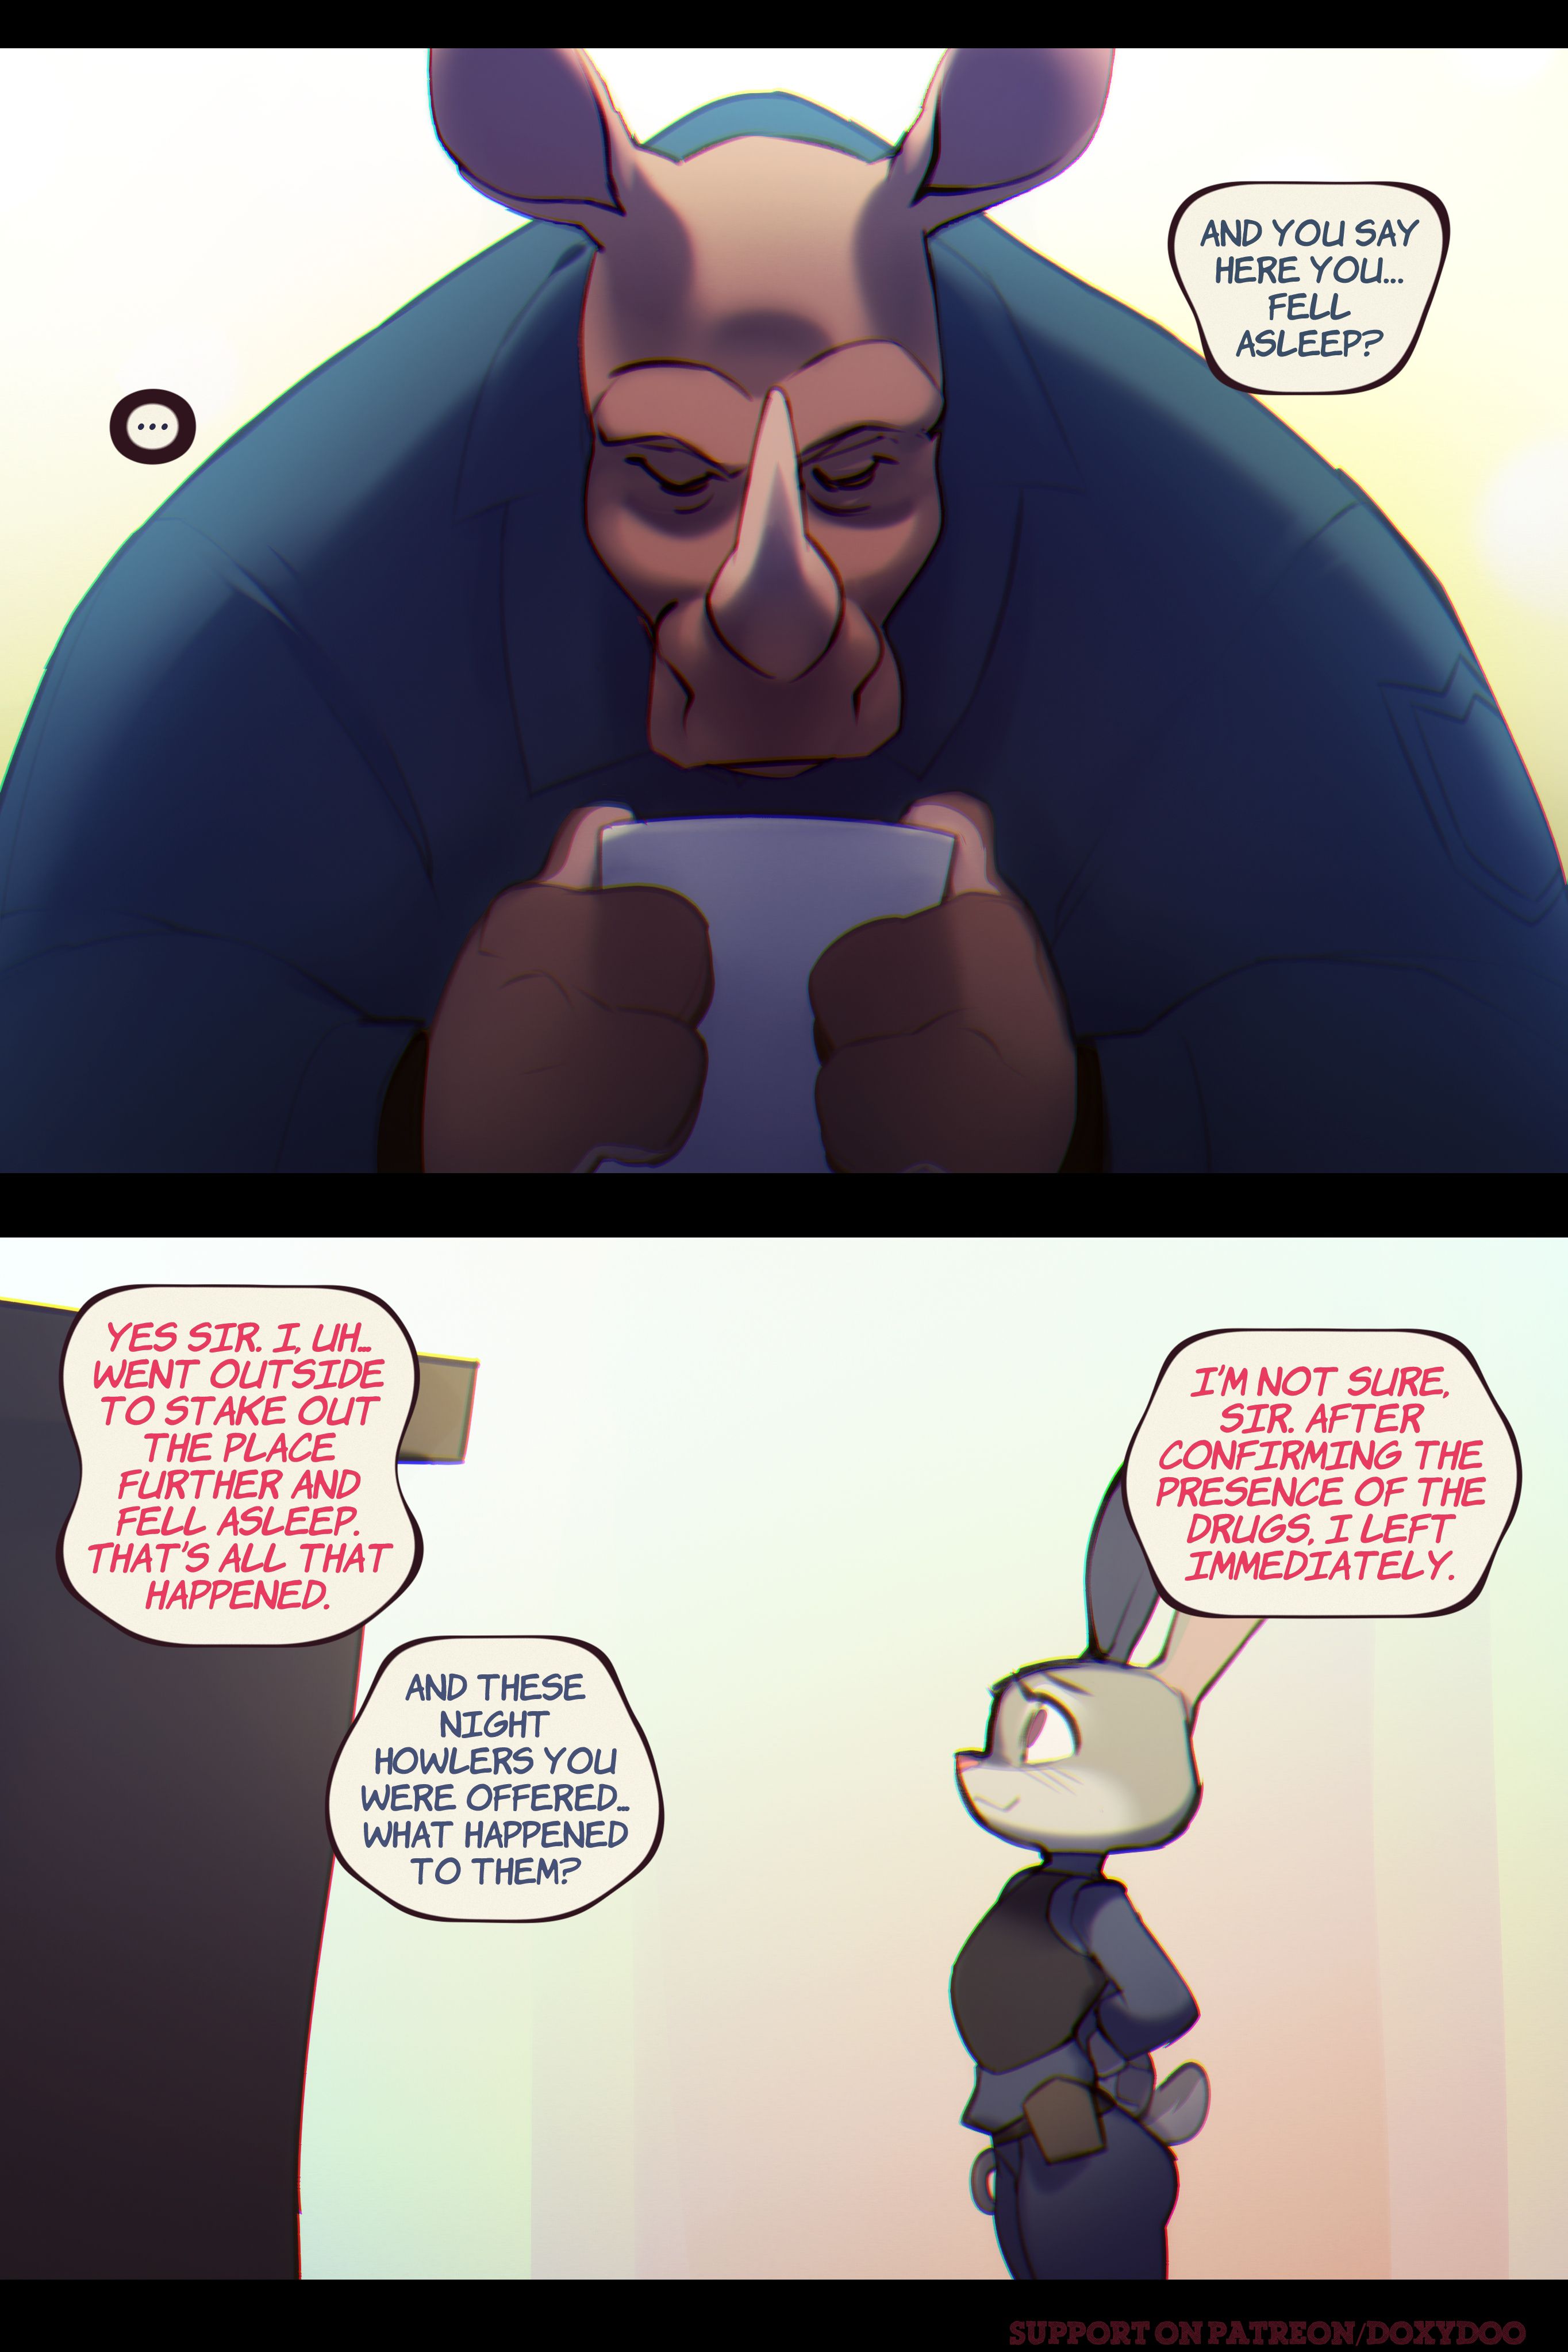 ...
AND YOU SAY
HERE YOU...
FELL
ASLEEP?
YES SIR. I, UH...
WENT OUTSIDE
TO STAKE OUT
THE PLACE
FURTHER AND
FELL ASLEEP.
THAT'S ALL THAT
HAPPENED.
AND THESE
NIGHT
HOWLERS YOU
WERE OFFERED...
WHAT HAPPENED
TO THEM?
I'M NOT SURE,
SIR. AFTER
CONFIRMING THE
PRESENCE OF THE
DRUGS, I LEFT
IMMEDIATELY.
SUPPORT ON PATREON/DOXYDOO